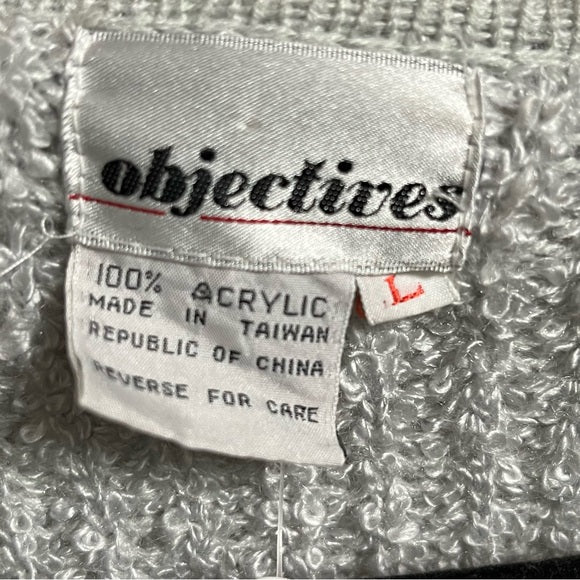 objectives
L
100% ACRYLIC
MADE IN TAIWAN
REPUBLIC OF CHINA
REVERSE FOR CARE